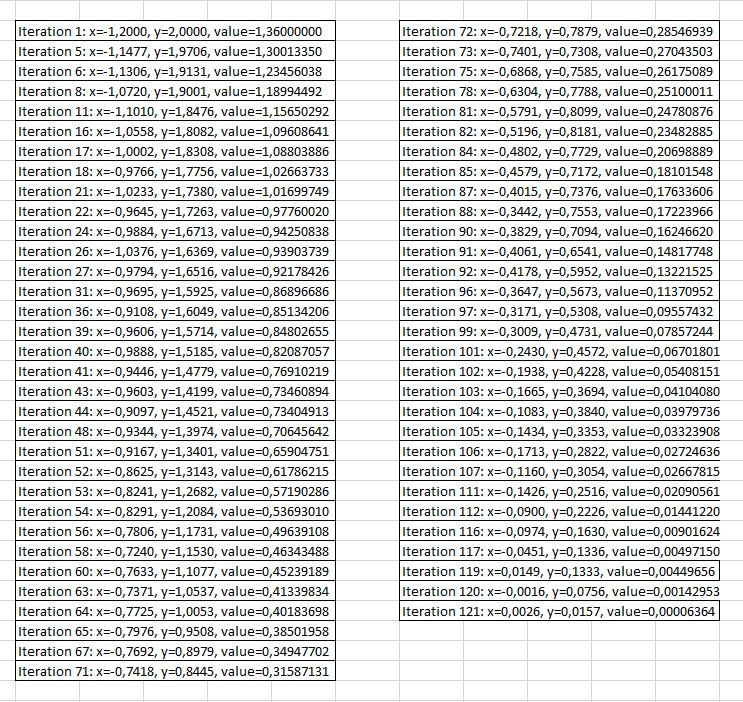 Iteration 1: x=-1,2000, y=2,0000, value=1,36000000
Iteration 5: x=-1,1477, y=1,9706, value=1,30013350
Iteration 6: x=-1,1306, y=1,9131, value=1,23456038
Iteration 8: x=-1,0720, y=1,9001, value=1,18994492
Iteration 11: x=-1,1010, y=1,8476, value=1,15650292
Iteration 16: x=-1,0558, y=1,8082, value=1,09608641
Iteration 17: x=-1,0002, y=1,8308, value=1,08803886
Iteration 18: x=-0,9766, y=1,7756, value=1,02663733
Iteration 21: x=-1,0233, y=1,7380, value=1,01699749
Iteration 22: x=-0,9645, y=1,7263, value=0,97760020
Iteration 24: x=-0,9884, y=1,6713, value=0,94250838
Iteration 26: x=-1,0376, y=1,6369, value=0,93903739
Iteration 27: x=-0,9794, y=1,6516, value=0,92178426
Iteration 31: x=-0,9695, y=1,5925, value=0,86896686
Iteration 36: x=-0,9108, y=1,6049, value=0,85134206
Iteration 39: x=-0,9606, y=1,5714, value=0,84802655
Iteration 40: x=-0,9888, y=1,5185, value=0,82087057
Iteration 41: x=-0,9446, y=1,4779, value=0,76910219
Iteration 43: x=-0,9603, y=1,4199, value=0,73460894
Iteration 44: x=-0,9097, y=1,4521, value=0,73404913
Iteration 48: x=-0,9344, y=1,3974, value=0,70645642
Iteration 51: x=-0,9167, y=1,3401, value=0,65904751
Iteration 52: x=-0,8625, y=1,3143, value=0,61786215
Iteration 53: x=-0,8241, y=1,2682, value=0,57190286
Iteration 54: x=-0,8291, y=1,2084, value=0,53693010
Iteration 56: x=-0,7806, y=1,1731, value=0,49639108
Iteration 58: x=-0,7240, y=1,1530, value=0,46343488
Iteration 60: x=-0,7633, y=1,1077, value=0,45239189
Iteration 63: x=-0,7371, y=1,0537, value=0,41339834
Iteration 64: x=-0,7725, y=1,0053, value=0,40183698
Iteration 65: x=-0,7976, y=0,9508, value=0,38501958
Iteration 67: x=-0,7692, y=0,8979, value=0,34947702
Iteration 71: x=-0,7418, y=0,8445, value=0,31587131
Iteration 72: x=-0,7218, y=0,7879, value=0,28546939
Iteration 73: x=-0,7401, y=0,7308, value=0,27043503
Iteration 75: x=-0,6868, y=0,7585, value=0,26175089
Iteration 78: x=-0,6304, y=0,7788, value=0,25100011
Iteration 81: x=-0,5791, y=0,8099, value=0,24780876
Iteration 82: x=-0,5196, y=0,8181, value=0,23482885
Iteration 84: x=-0,4802, y=0,7729, value=0,20698889
Iteration 85: x=-0,4579, y=0,7172, value=0,18101548
Iteration 87: x=-0,4015, y=0,7376, value=0,17633606
Iteration 88: x=-0,3442, y=0,7553, value=0,17223966
Iteration 90: x=-0,3829, y=0,7094, value=0,16246620
Iteration 91: x=-0,4061, y=0,6541, value=0,14817748
Iteration 92: x=-0,4178, y=0,5952, value=0,13221525
Iteration 96: x=-0,3647, y=0,5673, value=0,11370952
Iteration 97: x=-0,3171, y=0,5308, value=0,09557432
Iteration 99: x=-0,3009, y=0,4731, value=0,07857244
Iteration 101: x=-0,2430, y=0,4572, value=0,06701801
Iteration 102: x=-0,1938, y=0,4228, value=0,05408151
Iteration 103: x=-0,1665, y=0,3694, value=0,04104080
Iteration 104: x=-0,1083, y=0,3840, value=0,03979736
Iteration 105: x=-0,1434, y=0,3353, value=0,03323908
Iteration 106: x=-0,1713, y=0,2822, value=0,02724636
Iteration 107: x=-0,1160, y=0,3054, value=0,02667815
Iteration 111: x=-0,1426, y=0,2516, value=0,02090561
Iteration 112: x=-0,0900, y=0,2226, value=0,01441220
Iteration 116: x=-0,0974, y=0,1630, value=0,00901624
Iteration 117: x=-0,0451, y=0,1336, value=0,00497150
Iteration 119: x=0,0149, y=0,1333, value=0,00449656
Iteration 120: x=-0,0016, y=0,0756, value=0,00142953
Iteration 121: x=0,0026, y=0,0157, value=0,00006364